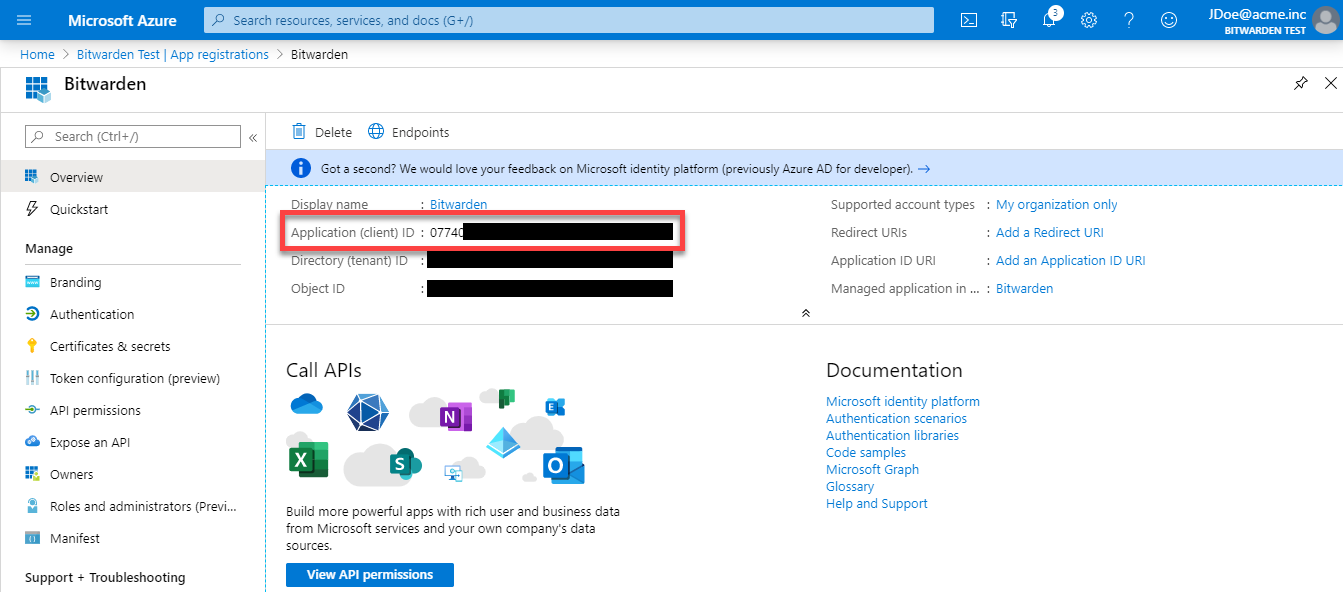 Microsoft Azure
Search resources, services, and docs (G+/)
3
JDoe@acme.inc
BITWARDEN TEST
Home > Bitwarden Test | App registrations > Bitwarden
Bitwarden
Search (Ctrl+/)
«
Overview
Quickstart
Manage
Branding
Authentication
Certificates & secrets
Token configuration (preview)
API permissions
Expose an API
Owners
Roles and administrators (Previ...
Manifest
Support + Troubleshooting
Delete
Endpoints
Got a second? We would love your feedback on Microsoft identity platform (previously Azure AD for developer). →
Display name : Bitwarden
Application (client) ID : 0774
Directory (tenant) ID :
Object ID :
Supported account types : My organization only
Redirect URIs : Add a Redirect URI
Application ID URI : Add an Application ID URI
Managed application in ... : Bitwarden
Call APIs
N
E
X
S
O
Build more powerful apps with rich user and business data
from Microsoft services and your own company's data
sources.
View API permissions
Documentation
Microsoft identity platform
Authentication scenarios
Authentication libraries
Code samples
Microsoft Graph
Glossary
Help and Support